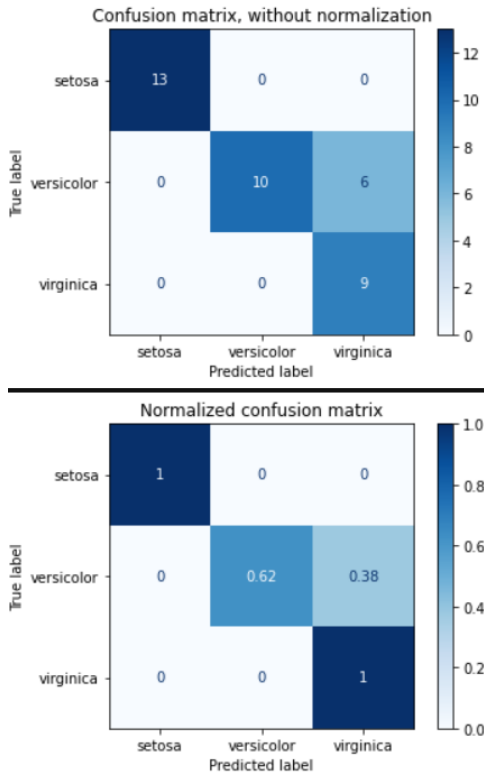 Confusion matrix, without normalization
setosa 13 0 0
versicolor 0 10 6
virginica 0 0 9
setosa versicolor virginica
Predicted label
True label
12
10
8
6
4
2
0
Normalized confusion matrix
setosa 1 0 0
versicolor 0 0.62 0.38
virginica 0 0 1
setosa versicolor virginica
Predicted label
True label
1.0
0.8
0.6
0.4
0.2
0.0